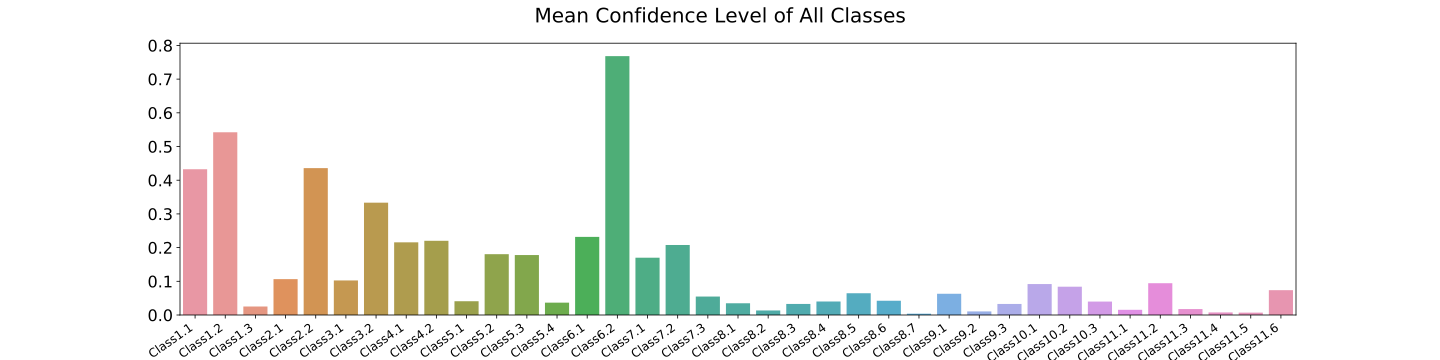 Mean Confidence Level of All Classes
0.8
0.7
0.6
0.5
0.4
0.3
0.2
0.1
0.0
Class1.1
Class1.2
Class1.3
Class2.1
Class2.2
Class3.1
Class3.2
Class4.1
Class4.2
Class5.1
Class5.2
Class5.3
Class5.4
Class6.1
Class6.2
Class7.1
Class7.2
Class7.3
Class8.1
Class8.2
Class8.3
Class8.4
Class8.5
Class8.6
Class8.7
Class9.1
Class9.2
Class9.3
Class10.1
Class10.2
Class10.3
Class11.1
Class11.2
Class11.3
Class11.4
Class11.5
Class11.6